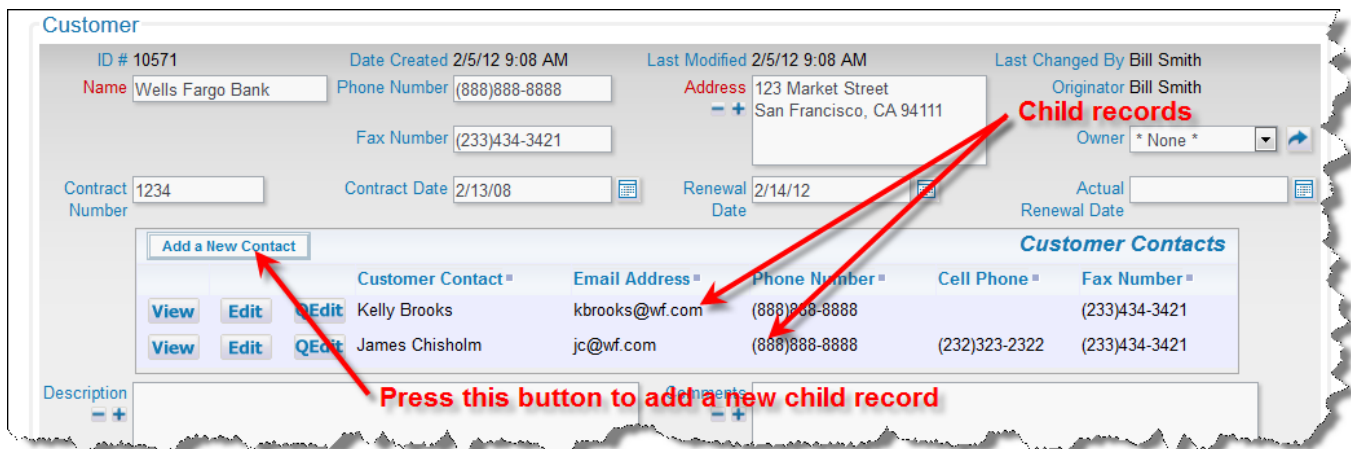 Customer
ID # 10571 Date Created 2/5/12 9:08 AM Last Modified 2/5/12 9:08 AM Last Changed By Bill Smith
Name Wells Fargo Bank Phone Number (888)888-8888 Address 123 Market Street Originator Bill Smith
San Francisco, CA 94111
Child records
Fax Number (233)434-3421 Owner * None *
Contract Number 1234 Contract Date 2/13/08 Renewal Date 2/14/12 Actual Renewal Date
Add a New Contact Customer Contacts
Customer Contact Email Address Phone Number Cell Phone Fax Number
View Edit QEdit Kelly Brooks kbrooks@wf.com (888)888-8888 (233)434-3421
View Edit QEdit James Chisholm jc@wf.com (888)888-8888 (232)323-2322 (233)434-3421
Description Comments
Press this button to add a new child record